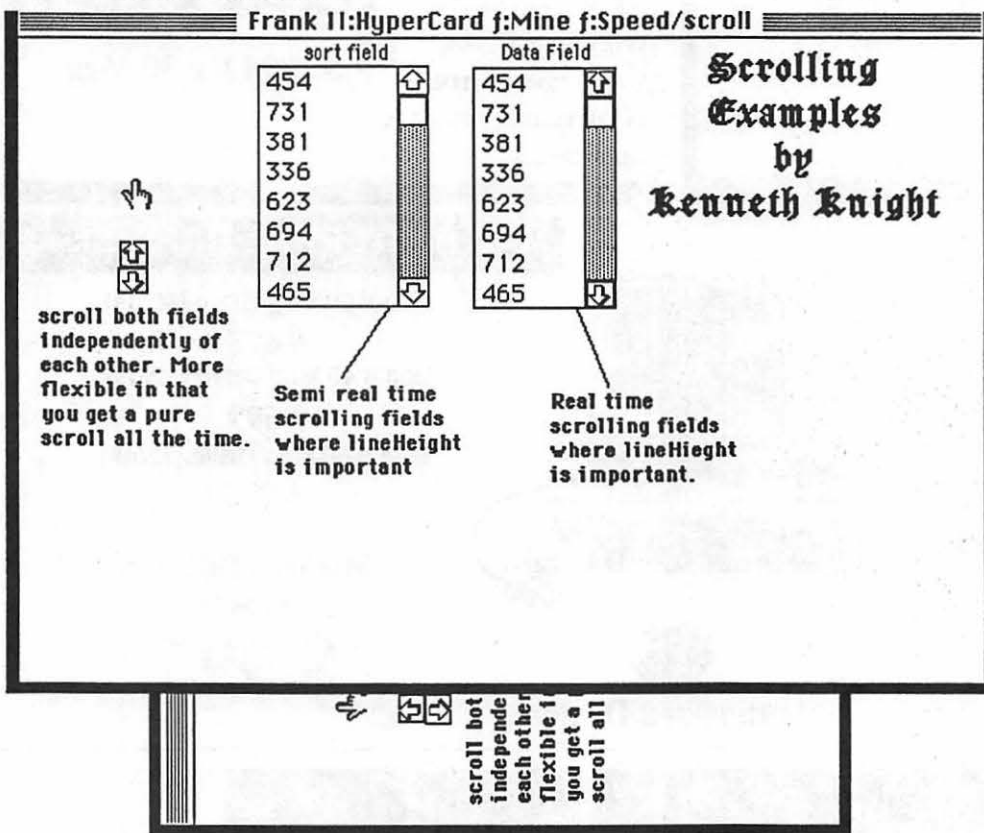 Frank II:HyperCard ƒ:Mine ƒ:Speed/scroll
sort field
454
731
381
336
623
694
712
465
Data Field
454
731
381
336
623
694
712
465
Scrolling
Examples
by
Kenneth Knight
scroll both fields
independently of
each other. More
flexible in that
you get a pure
scroll all the time.
Semi real time
scrolling fields
where lineHeight
is important
Real time
scrolling fields
where lineHieght
is important.
scroll bot
independe
each other
flexible i
you get a
scroll all